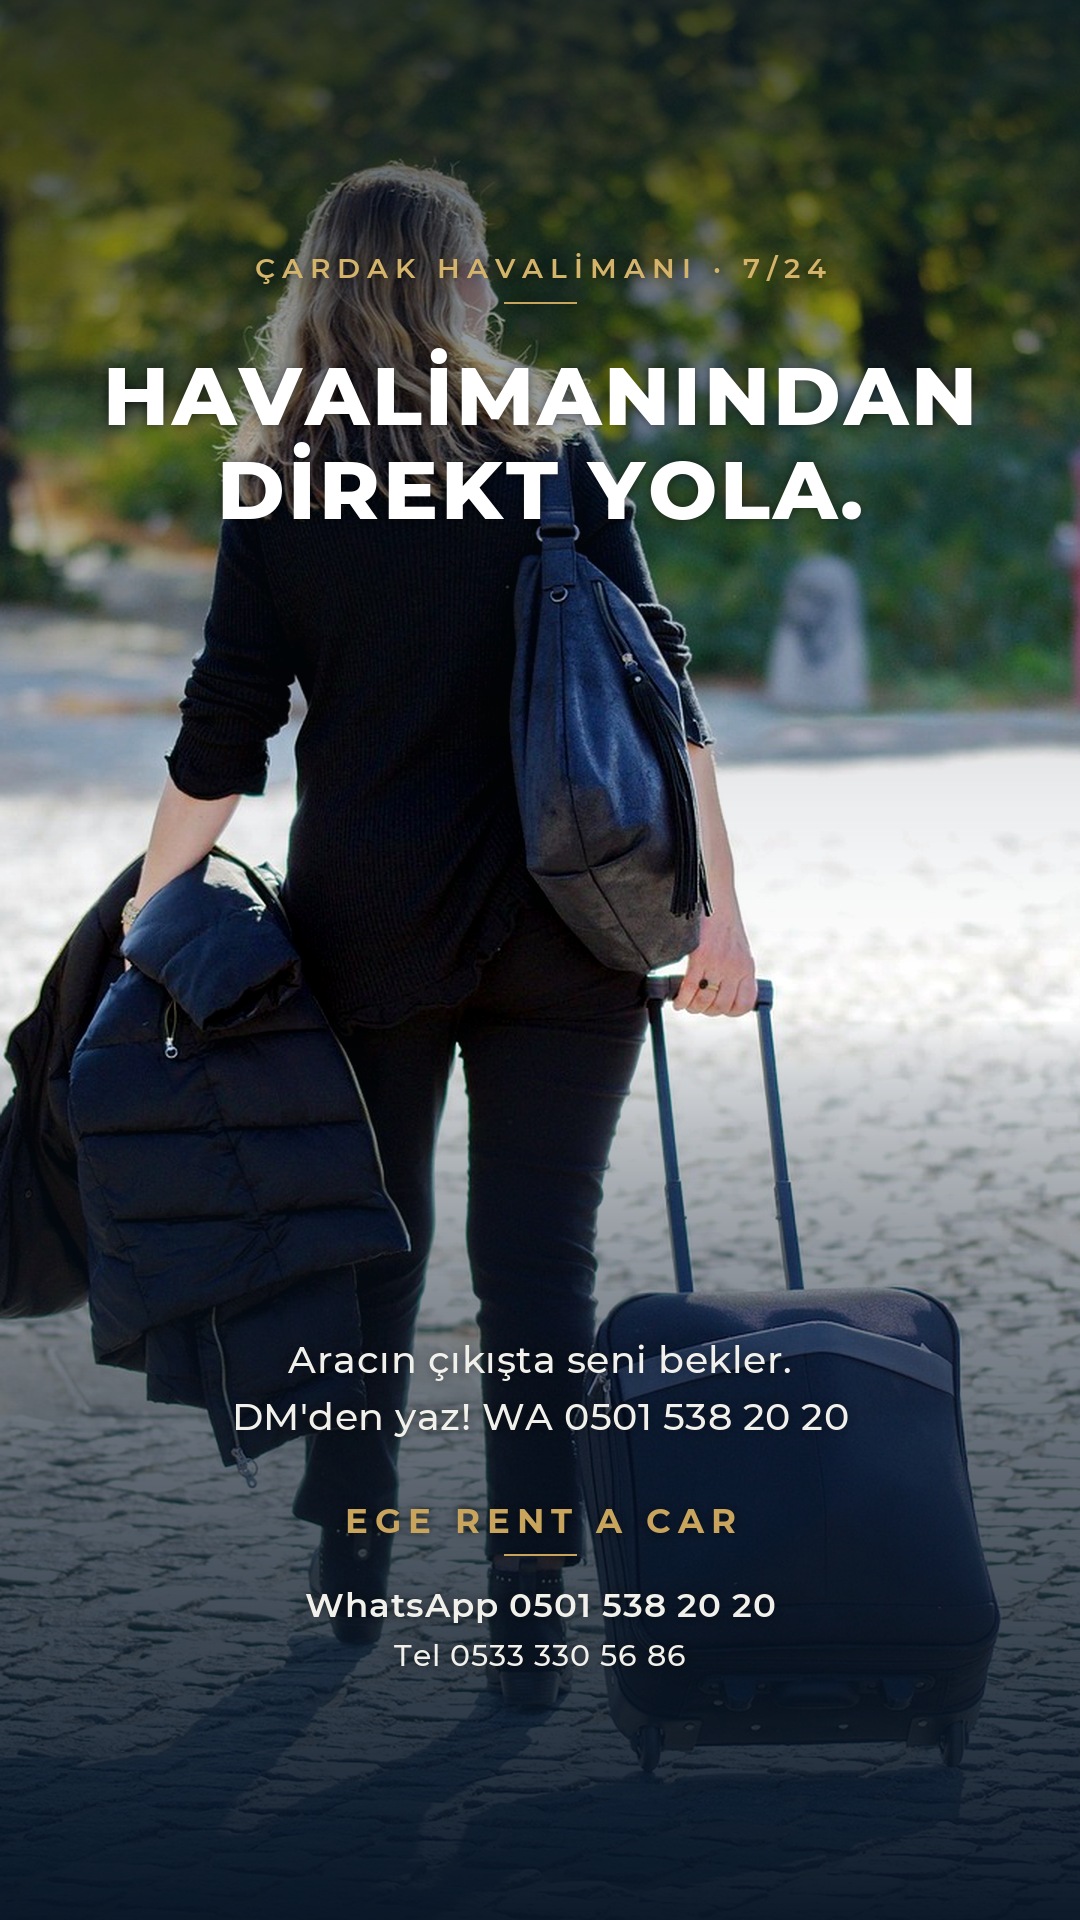 ÇARDAK HAVALİMANI · 7/24
HAVALİMANINDAN
DİREKT YOLA.
Aracın çıkışta seni bekler.
DM'den yaz! WA 0501 538 20 20
EGE RENT A CAR
WhatsApp 0501 538 20 20
Tel 0533 330 56 86